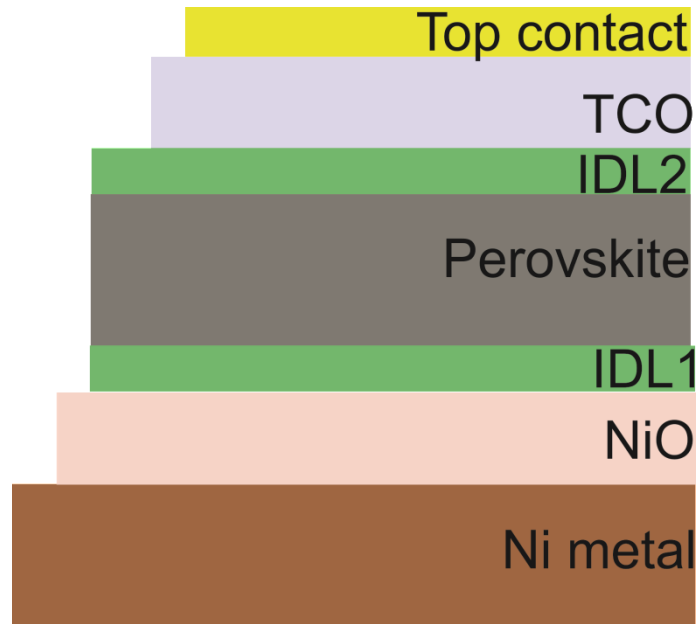 Top contact
TCO
IDL2
Perovskite
IDL1
NiO
Ni metal